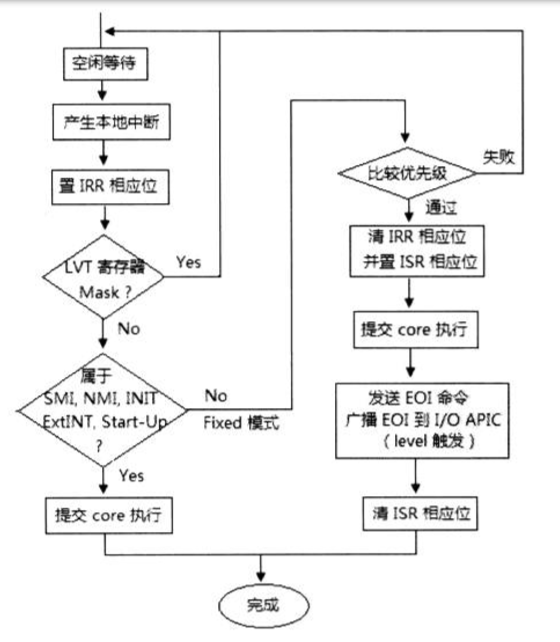 空闲等待
产生本地中断
置 IRR 相应位
LVT 寄存器
Mask ?
Yes
No
属于
SMI, NMI, INIT
ExtINT, Start-Up
?
No
Fixed 模式
Yes
提交 core 执行
比较优先级
失败
通过
清 IRR 相应位
并置 ISR 相应位
提交 core 执行
发送 EOI 命令
广播 EOI 到 I/O APIC
（level 触发）
清 ISR 相应位
完成